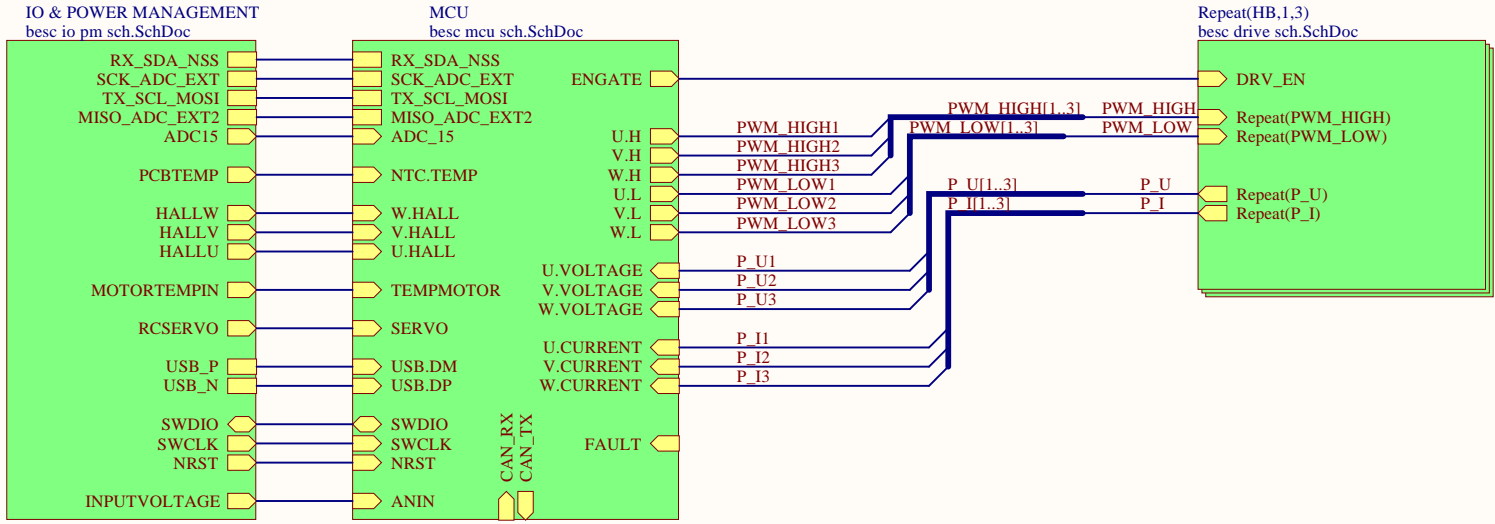 IO & POWER MANAGEMENT
besc io pm sch.SchDoc
RX_SDA_NSS
SCK_ADC_EXT
TX_SCL_MOSI
MISO_ADC_EXT2
ADC15
PCBTEMP
HALLW
HALLV
HALLU
MOTORTEMPIN
RCSERVO
USB_P
USB_N
SWDIO
SWCLK
NRST
INPUTVOLTAGE
MCU
besc mcu sch.SchDoc
RX_SDA_NSS
SCK_ADC_EXT
TX_SCL_MOSI
MISO_ADC_EXT2
ADC_15
NTC.TEMP
W.HALL
V.HALL
U.HALL
TEMPMOTOR
SERVO
USB.DM
USB.DP
SWDIO
SWCLK
NRST
ANIN
CAN_RX
CAN_TX
ENGATE
U.H
V.H
W.H
U.L
V.L
W.L
U.VOLTAGE
V.VOLTAGE
W.VOLTAGE
U.CURRENT
V.CURRENT
W.CURRENT
FAULT
PWM_HIGH1
PWM_HIGH2
PWM_HIGH3
PWM_LOW1
PWM_LOW2
PWM_LOW3
P_U1
P_U2
P_U3
P_I1
P_I2
P_I3
PWM_HIGH[1..3]
PWM_LOW[1..3]
P_U[1..3]
P_I[1..3]
PWM_HIGH
PWM_LOW
P_U
P_I
Repeat(HB,1,3)
besc drive sch.SchDoc
DRV_EN
Repeat(PWM_HIGH)
Repeat(PWM_LOW)
Repeat(P_U)
Repeat(P_I)